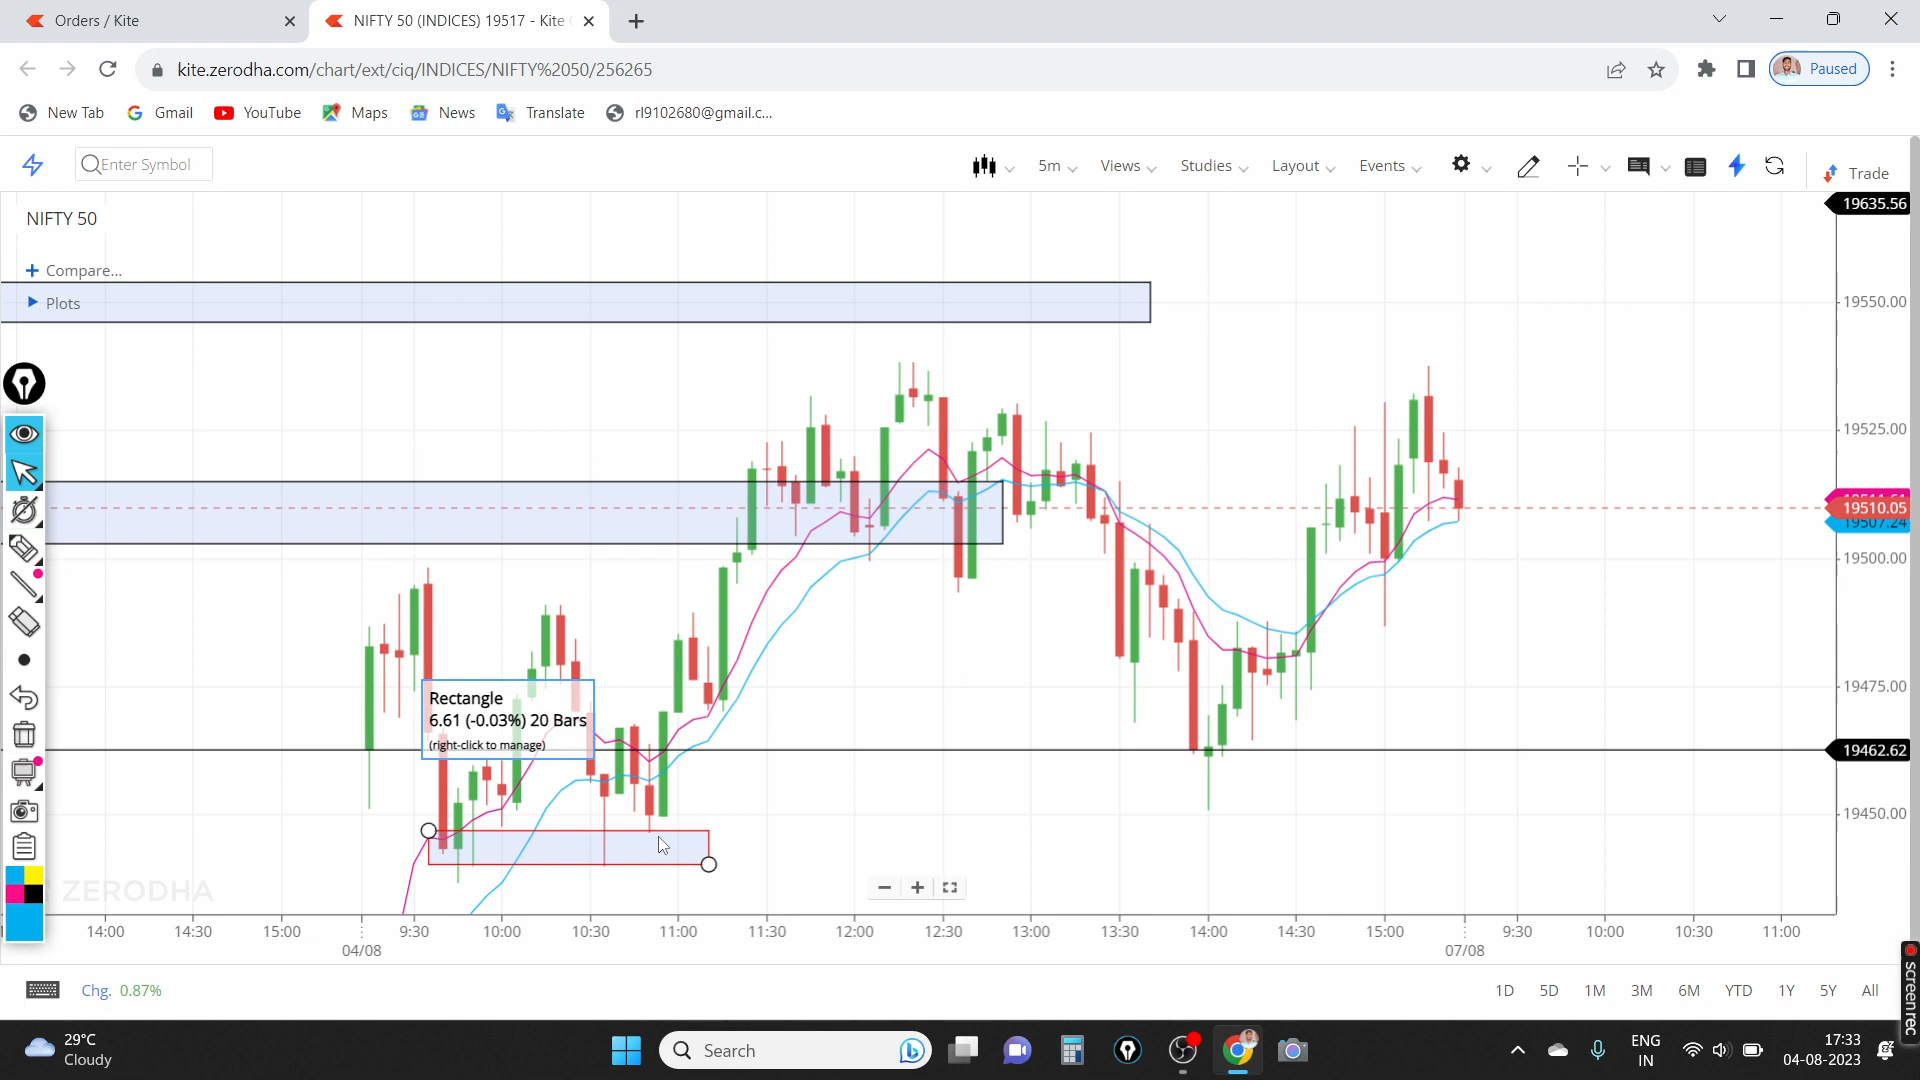 Orders / Kite
NIFTY 50 (INDICES) 19517 - Kite
kite.zerodha.com/chart/ext/ciq/INDICES/NIFTY%2050/256265
Paused
New Tab
Gmail
YouTube
Maps
News
Translate
rl9102680@gmail.c...
Enter Symbol
5m
Views
Studies
Layout
Events
Trade
NIFTY 50
+ Compare...
Plots
19635.56
19550.00
19525.00
19510.05
19507.24
19500.00
19475.00
19462.62
19450.00
Rectangle
6.61 (-0.03%) 20 Bars
(right-click to manage)
ZERODHA
14:00 14:30 15:00 9:30 10:00 10:30 11:00 11:30 12:00 12:30 13:00 13:30 14:00 14:30 15:00 9:30 10:00 10:30 11:00
04/08 07/08
Chg. 0.87%
1D 5D 1M 3M 6M YTD 1Y 5Y All
screenrec
29°C
Cloudy
Search
ENG
IN
17:33
04-08-2023